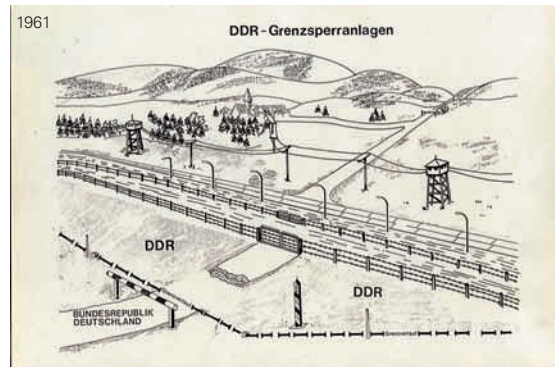 1961
DDR-Grenzsperranlagen
DDR
DDR
BUNDESREPUBLIK
DEUTSCHLAND